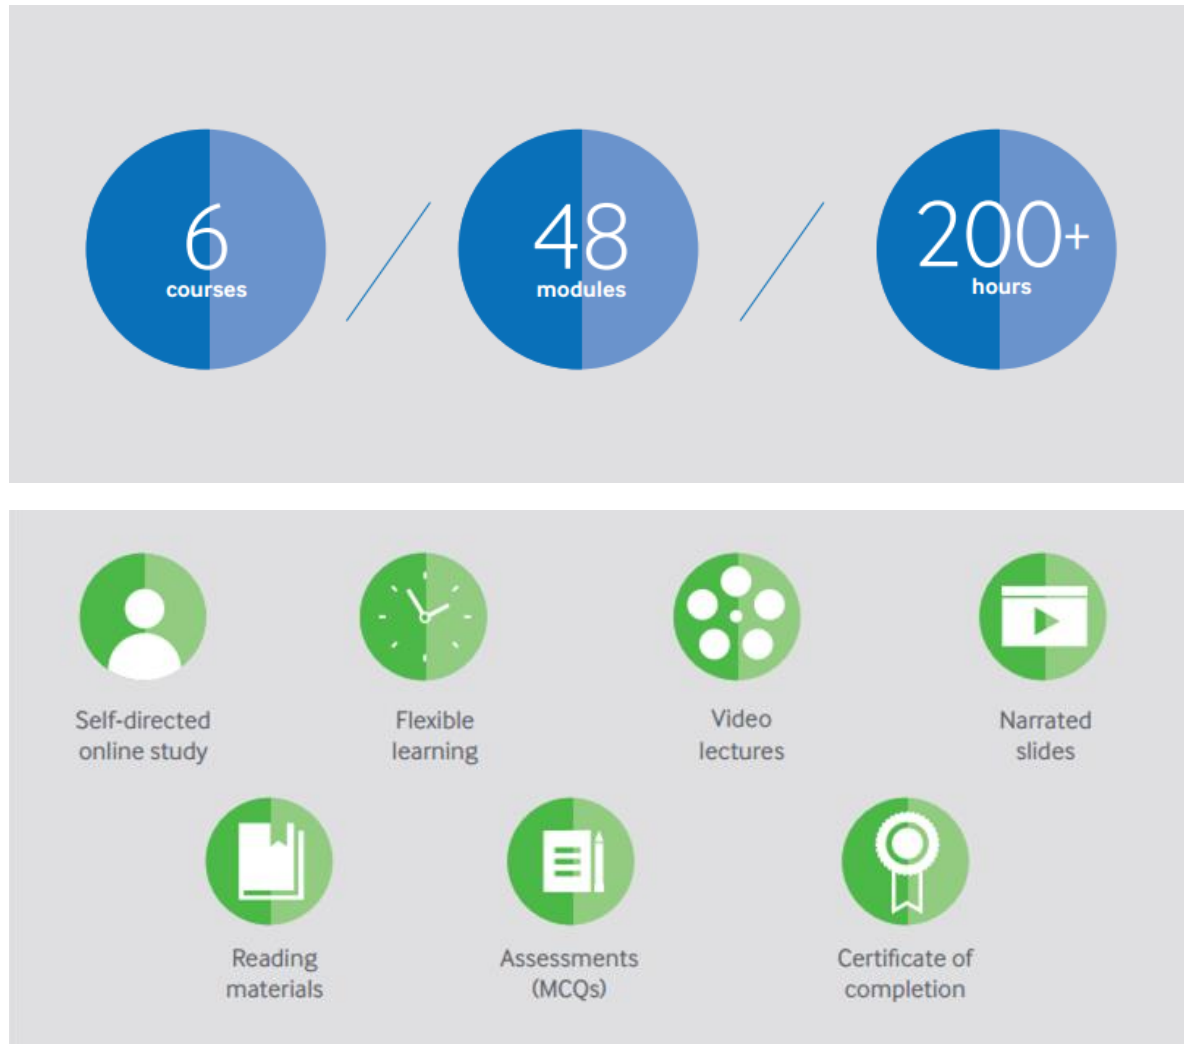 6
courses
48
modules
200+
hours
Self-directed
online study
Flexible
learning
Video
lectures
Narrated
slides
Reading
materials
Assessments
(MCQs)
Certificate of
completion